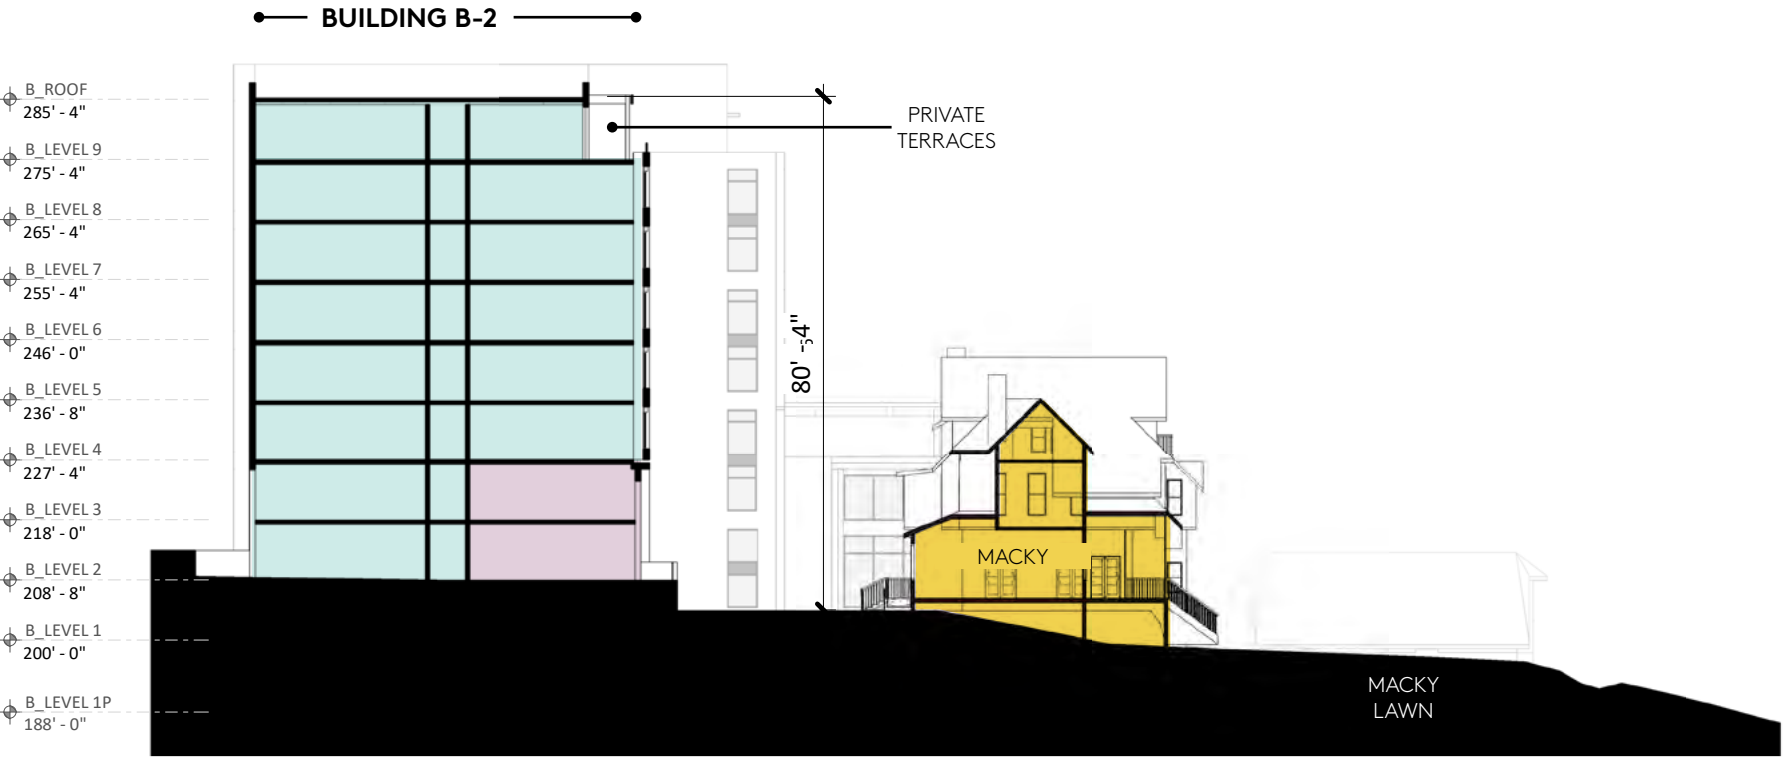 BUILDING B-2
B_ROOF
285' - 4"
B_LEVEL 9
275' - 4"
B_LEVEL 8
265' - 4"
B_LEVEL 7
255' - 4"
B_LEVEL 6
246' - 0"
B_LEVEL 5
236' - 8"
B_LEVEL 4
227' - 4"
B_LEVEL 3
218' - 0"
B_LEVEL 2
208' - 8"
B_LEVEL 1
200' - 0"
B_LEVEL 1P
188' - 0"
PRIVATE
TERRACES
80' - 4"
MACKY
MACKY
LAWN